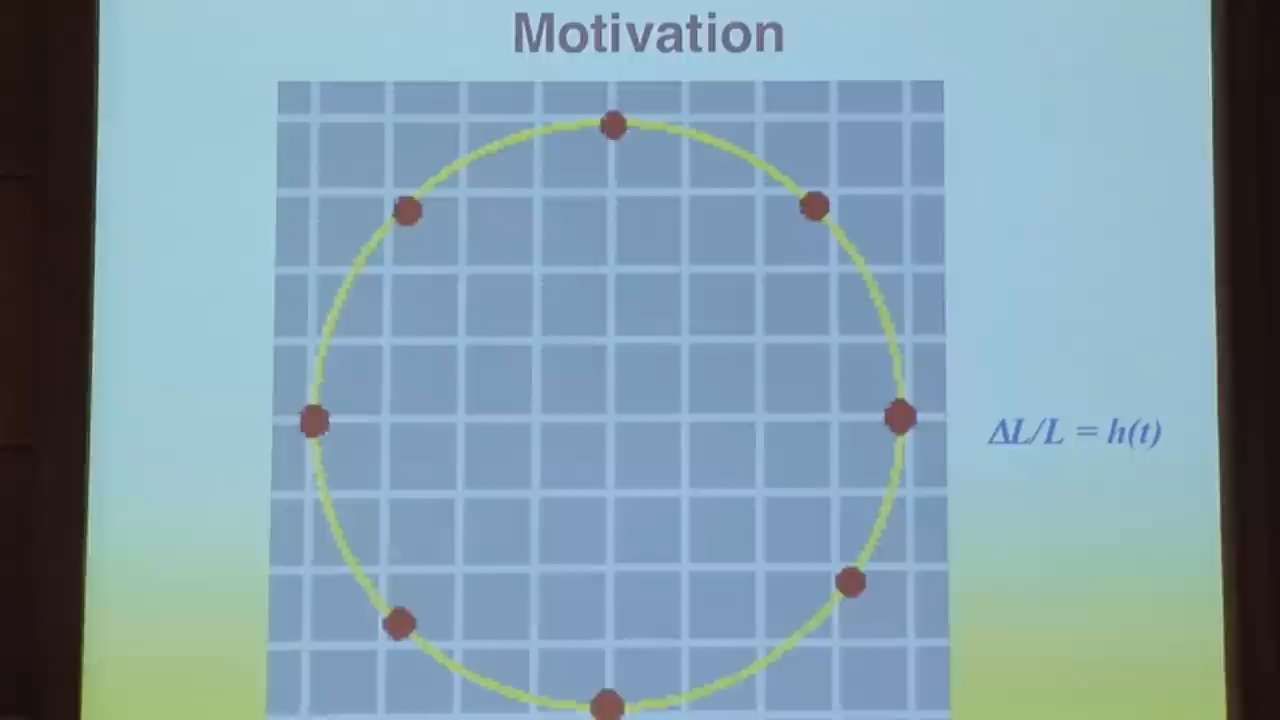 Motivation
ΔL/L = h(t)